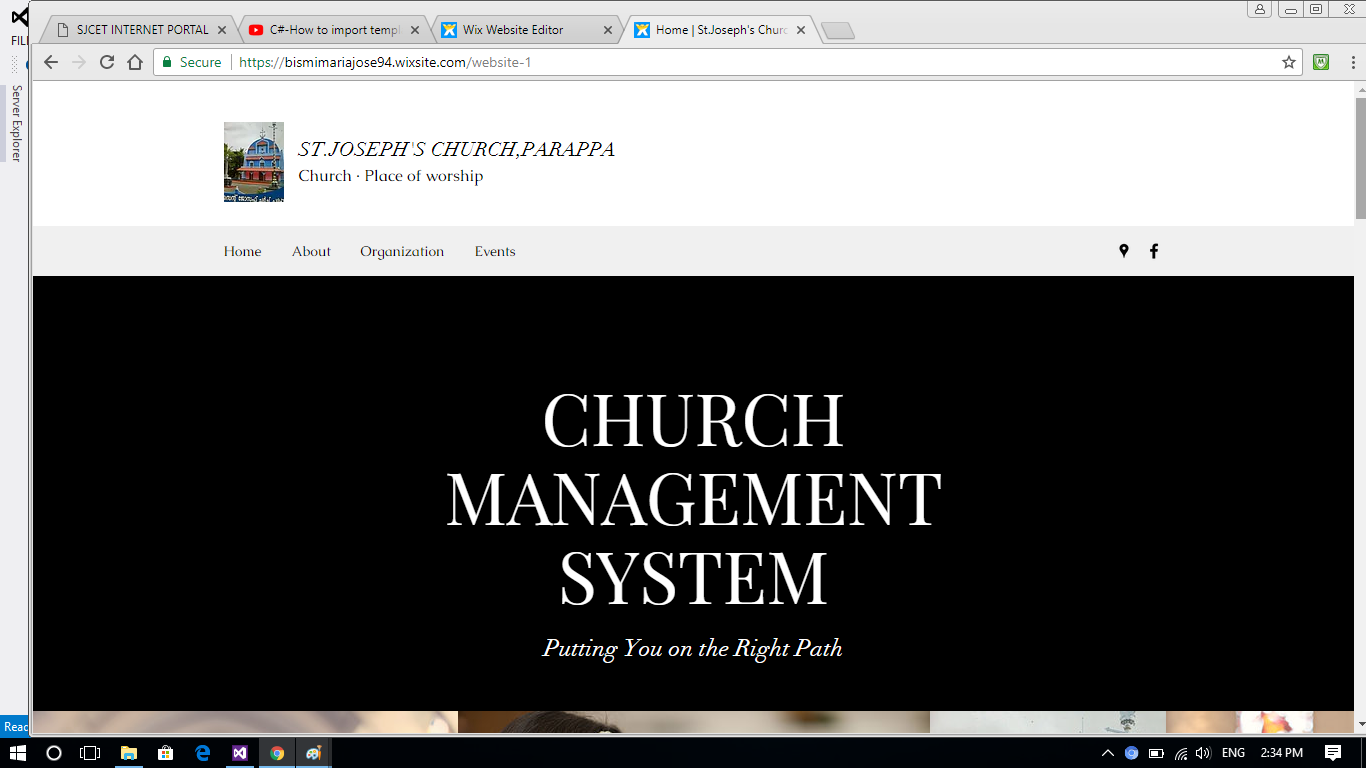 FIL
SJCET INTERNET PORTAL
C#-How to import templ
Wix Website Editor
Home | St.Joseph's Churc
Secure
https://bismimariajose94.wixsite.com/website-1
Server Explorer
ST.JOSEPH'S CHURCH,PARAPPA
Church · Place of worship
Home
About
Organization
Events
CHURCH
MANAGEMENT
SYSTEM
Putting You on the Right Path
Read
ENG
2:34 PM